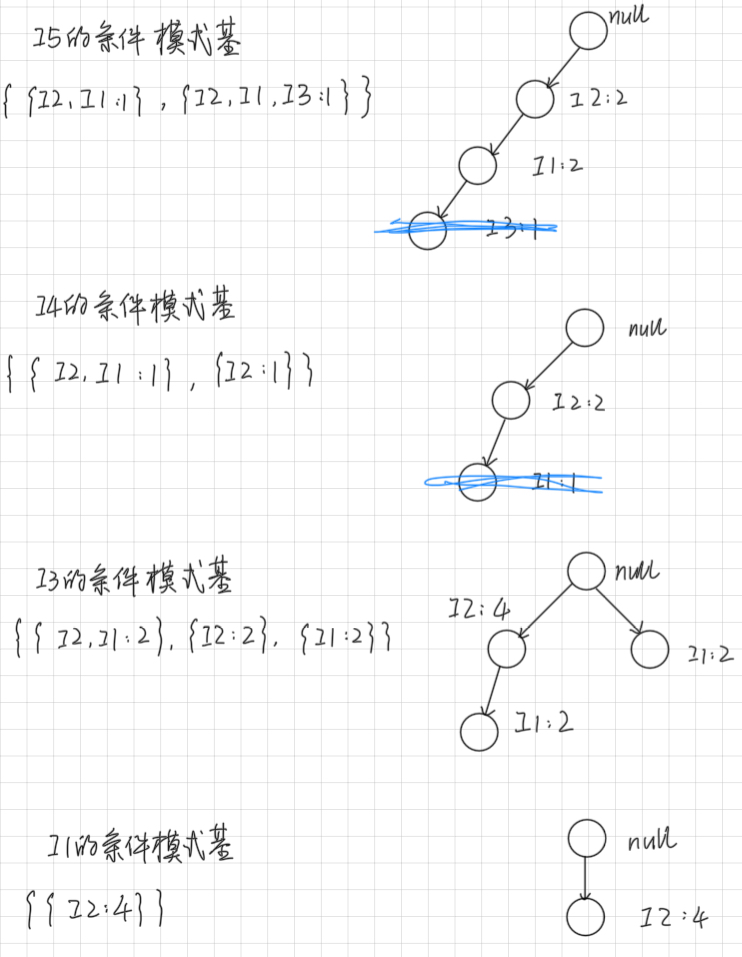 I5的条件模式基
null
{ {I2, I1:1} , {I2, I1, I3:1} }
I2:2
I1:2
I3:1
I4的条件模式基
null
{ { I2, I1 : 1} , {I2:1} }
I2:2
I1:1
I3的条件模式基
null
I2:4
{ { I2, I1:2}, {I2:2}, {I1:2} }
I1:2
I1:2
I1的条件模式基
null
{ { I2:4} }
I2:4